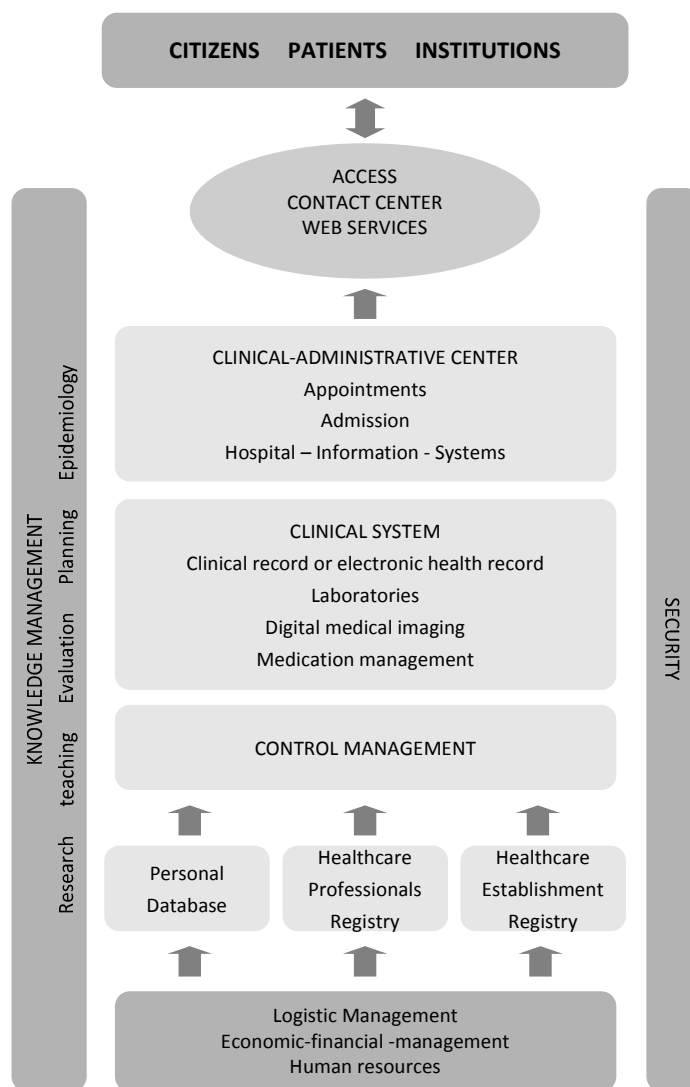 CITIZENS PATIENTS INSTITUTIONS
ACCESS
CONTACT CENTER
WEB SERVICES
KNOWLEDGE MANAGEMENT
Research teaching Evaluation Planning Epidemiology
CLINICAL-ADMINISTRATIVE CENTER
Appointments
Admission
Hospital – Information - Systems
CLINICAL SYSTEM
Clinical record or electronic health record
Laboratories
Digital medical imaging
Medication management
CONTROL MANAGEMENT
Personal
Database
Healthcare
Professionals
Registry
Healthcare
Establishment
Registry
Logistic Management
Economic-financial -management
Human resources
SECURITY